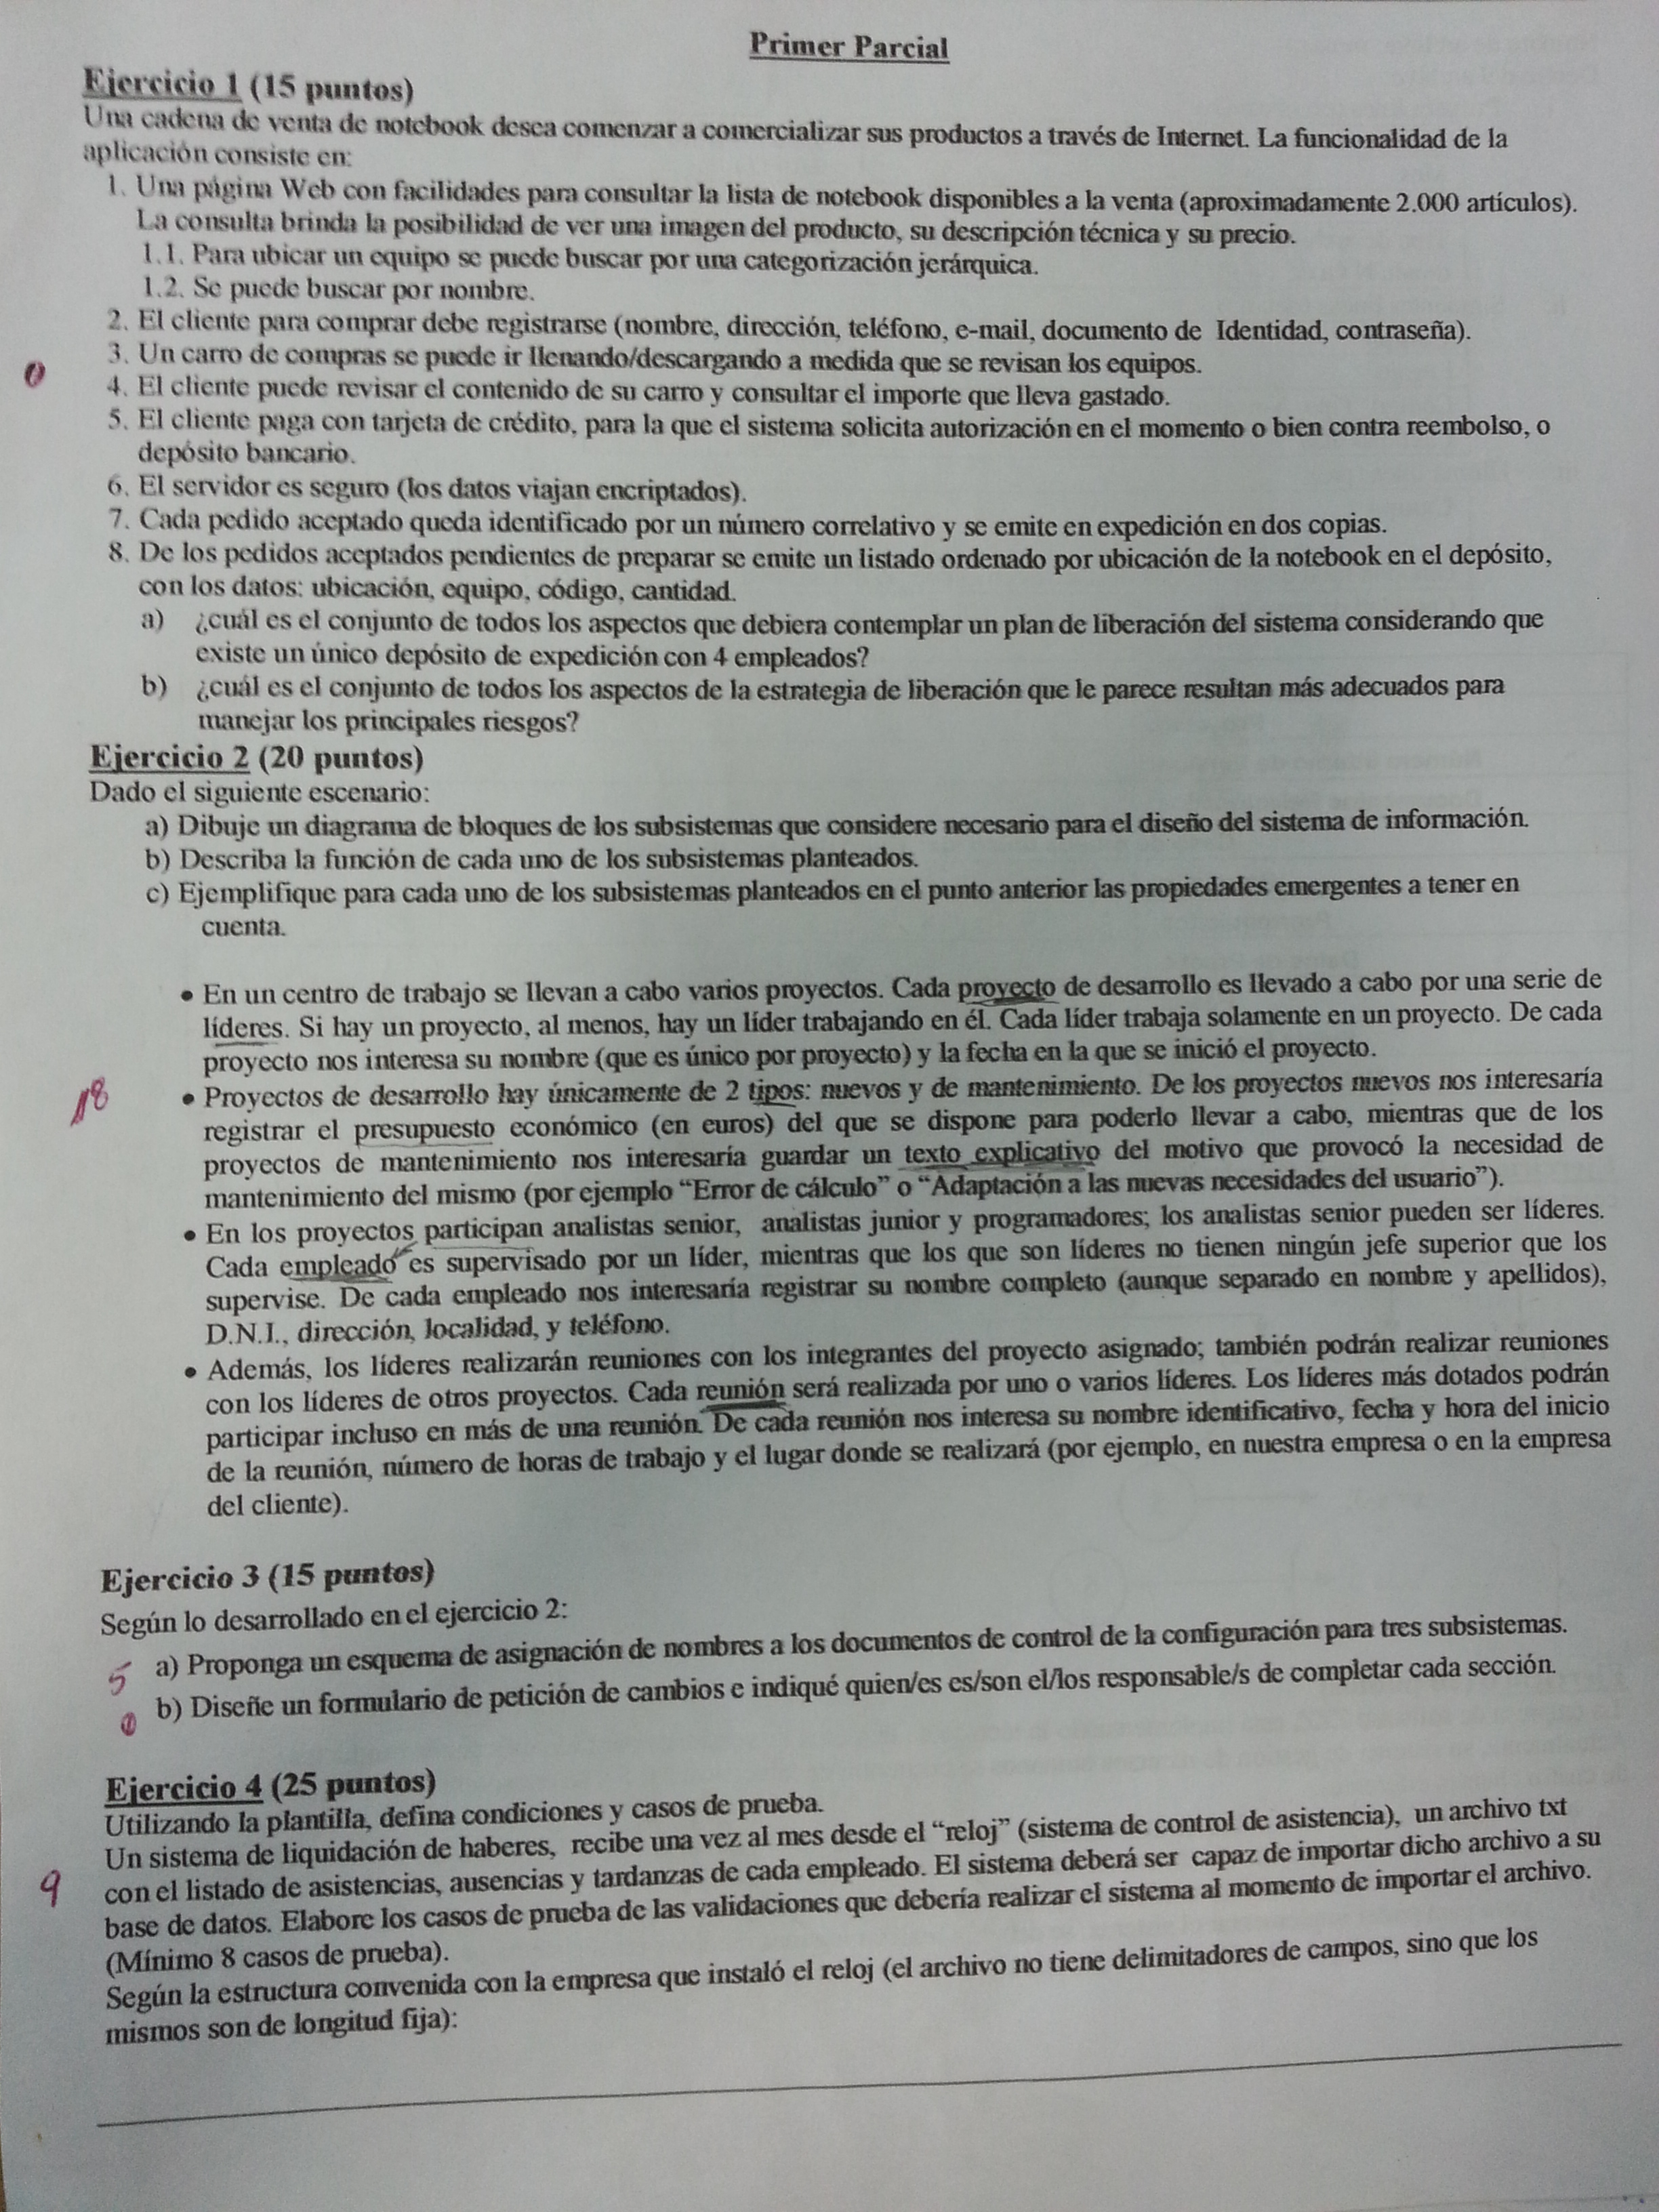 Primer Parcial
Ejercicio 1 (15 puntos)
Una cadena de venta de notebook desea comenzar a comercializar sus productos a través de Internet. La funcionalidad de la
aplicación consiste en:
1. Una página Web con facilidades para consultar la lista de notebook disponibles a la venta (aproximadamente 2.000 artículos).
La consulta brinda la posibilidad de ver una imagen del producto, su descripción técnica y su precio.
1.1. Para ubicar un equipo se puede buscar por una categorización jerárquica.
1.2. Se puede buscar por nombre.
2. El cliente para comprar debe registrarse (nombre, dirección, teléfono, e-mail, documento de Identidad, contraseña).
3. Un carro de compras se puede ir llenando/descargando a medida que se revisan los equipos.
0
4. El cliente puede revisar el contenido de su carro y consultar el importe que lleva gastado.
5. El cliente paga con tarjeta de crédito, para la que el sistema solicita autorización en el momento o bien contra reembolso, o
depósito bancario.
6. El servidor es seguro (los datos viajan encriptados).
7. Cada pedido aceptado queda identificado por un número correlativo y se emite en expedición en dos copias.
8. De los pedidos aceptados pendientes de preparar se emite un listado ordenado por ubicación de la notebook en el depósito,
con los datos: ubicación, equipo, código, cantidad.
a) ¿cuál es el conjunto de todos los aspectos que debiera contemplar un plan de liberación del sistema considerando que
existe un único depósito de expedición con 4 empleados?
b) ¿cuál es el conjunto de todos los aspectos de la estrategia de liberación que le parece resultan más adecuados para
manejar los principales riesgos?
Ejercicio 2 (20 puntos)
Dado el siguiente escenario:
a) Dibuje un diagrama de bloques de los subsistemas que considere necesario para el diseño del sistema de información.
b) Describa la función de cada uno de los subsistemas planteados.
c) Ejemplifique para cada uno de los subsistemas planteados en el punto anterior las propiedades emergentes a tener en
cuenta.
• En un centro de trabajo se llevan a cabo varios proyectos. Cada proyecto de desarrollo es llevado a cabo por una serie de
líderes. Si hay un proyecto, al menos, hay un líder trabajando en él. Cada líder trabaja solamente en un proyecto. De cada
proyecto nos interesa su nombre (que es único por proyecto) y la fecha en la que se inició el proyecto.
18
• Proyectos de desarrollo hay únicamente de 2 tipos: nuevos y de mantenimiento. De los proyectos nuevos nos interesaría
registrar el presupuesto económico (en euros) del que se dispone para poderlo llevar a cabo, mientras que de los
proyectos de mantenimiento nos interesaría guardar un texto explicativo del motivo que provocó la necesidad de
mantenimiento del mismo (por ejemplo “Error de cálculo” o “Adaptación a las nuevas necesidades del usuario”).
• En los proyectos participan analistas senior, analistas junior y programadores; los analistas senior pueden ser líderes.
Cada empleado es supervisado por un líder, mientras que los que son líderes no tienen ningún jefe superior que los
supervise. De cada empleado nos interesaría registrar su nombre completo (aunque separado en nombre y apellidos),
D.N.I., dirección, localidad, y teléfono.
• Además, los líderes realizarán reuniones con los integrantes del proyecto asignado; también podrán realizar reuniones
con los líderes de otros proyectos. Cada reunión será realizada por uno o varios líderes. Los líderes más dotados podrán
participar incluso en más de una reunión. De cada reunión nos interesa su nombre identificativo, fecha y hora del inicio
de la reunión, número de horas de trabajo y el lugar donde se realizará (por ejemplo, en nuestra empresa o en la empresa
del cliente).
Ejercicio 3 (15 puntos)
Según lo desarrollado en el ejercicio 2:
5 a) Proponga un esquema de asignación de nombres a los documentos de control de la configuración para tres subsistemas.
0 b) Diseñe un formulario de petición de cambios e indiqué quien/es es/son el/los responsable/s de completar cada sección.
Ejercicio 4 (25 puntos)
Utilizando la plantilla, defina condiciones y casos de prueba.
Un sistema de liquidación de haberes, recibe una vez al mes desde el “reloj” (sistema de control de asistencia), un archivo txt
9 con el listado de asistencias, ausencias y tardanzas de cada empleado. El sistema deberá ser capaz de importar dicho archivo a su
base de datos. Elabore los casos de prueba de las validaciones que debería realizar el sistema al momento de importar el archivo.
(Mínimo 8 casos de prueba).
Según la estructura convenida con la empresa que instaló el reloj (el archivo no tiene delimitadores de campos, sino que los
mismos son de longitud fija):